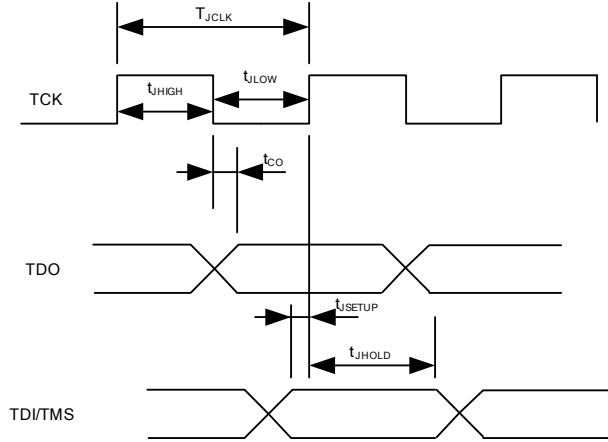 TJCLK
tJHIGH
tJLOW
TCK
tCO
TDO
tJSETUP
tJHOLD
TDI/TMS